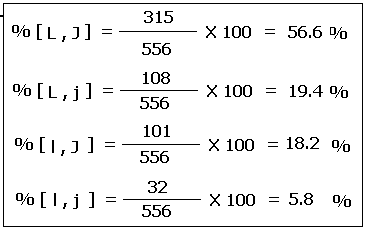 % [ L , J ] = 315 / 556 X 100 = 56.6 %
% [ L , j ] = 108 / 556 X 100 = 19.4 %
% [ l , J ] = 101 / 556 X 100 = 18.2 %
% [ l , j ] = 32 / 556 X 100 = 5.8 %